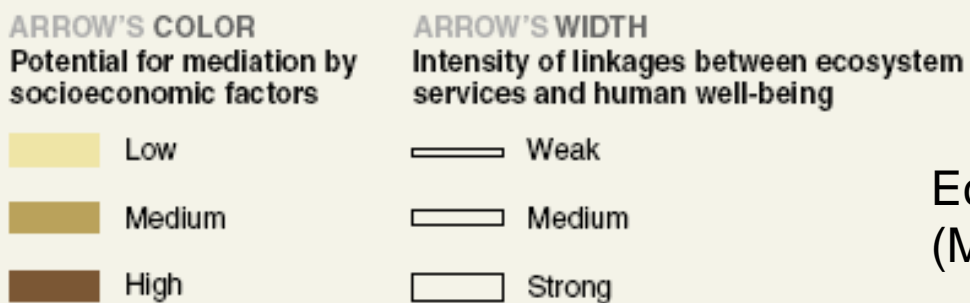 ARROW'S COLOR
Potential for mediation by
socioeconomic factors
Low
Medium
High
ARROW'S WIDTH
Intensity of linkages between ecosystem
services and human well-being
Weak
Medium
Strong